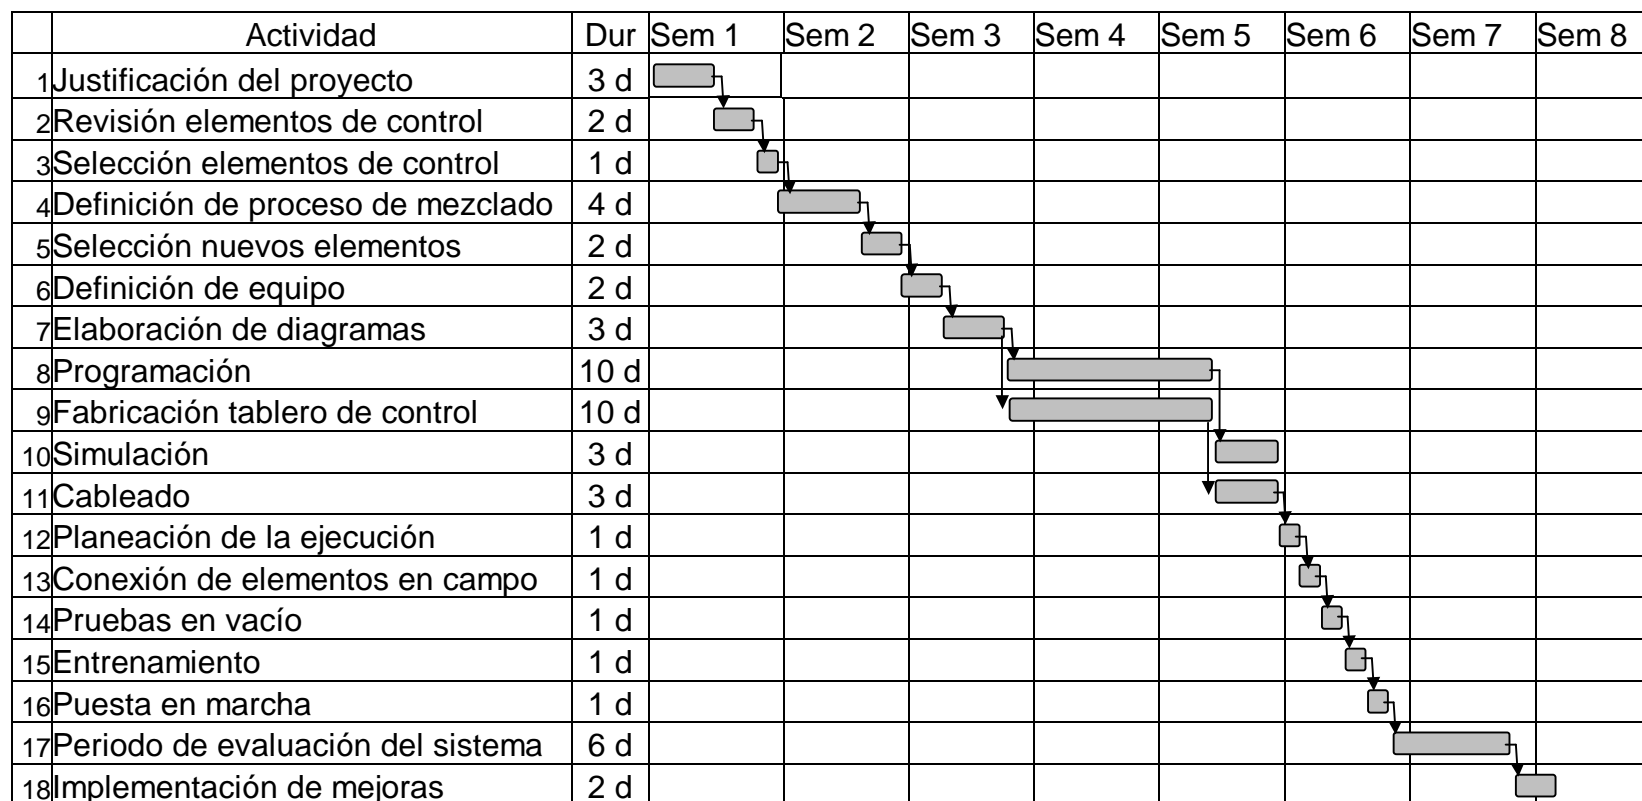 Actividad Dur Sem 1 Sem 2 Sem 3 Sem 4 Sem 5 Sem 6 Sem 7 Sem 8
1 Justificación del proyecto 3 d
2 Revisión elementos de control 2 d
3 Selección elementos de control 1 d
4 Definición de proceso de mezclado 4 d
5 Selección nuevos elementos 2 d
6 Definición de equipo 2 d
7 Elaboración de diagramas 3 d
8 Programación 10 d
9 Fabricación tablero de control 10 d
10 Simulación 3 d
11 Cableado 3 d
12 Planeación de la ejecución 1 d
13 Conexión de elementos en campo 1 d
14 Pruebas en vacío 1 d
15 Entrenamiento 1 d
16 Puesta en marcha 1 d
17 Periodo de evaluación del sistema 6 d
18 Implementación de mejoras 2 d